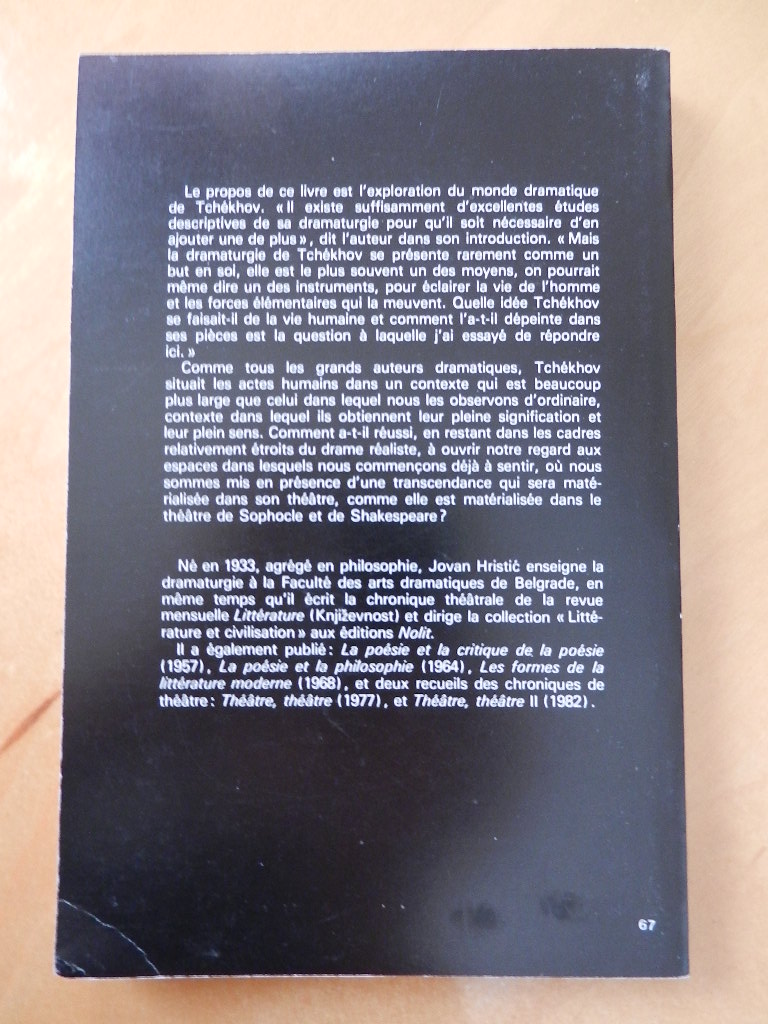 Le propos de ce livre est l'exploration du monde dramatique
de Tchékhov. « Il existe suffisamment d'excellentes études
descriptives de sa dramaturgie pour qu'il soit nécessaire d'en
ajouter une de plus », dit l'auteur dans son introduction. « Mais
la dramaturgie de Tchékhov se présente rarement comme un
but en soi, elle est le plus souvent un des moyens, on pourrait
même dire un des instruments, pour éclairer la vie de l'homme
et les forces élémentaires qui la meuvent. Quelle idée Tchékhov
se faisait-il de la vie humaine et comment l'a-t-il dépeinte dans
ses pièces est la question à laquelle j'ai essayé de répondre
ici. »
Comme tous les grands auteurs dramatiques, Tchékhov
situait les actes humains dans un contexte qui est beaucoup
plus large que celui dans lequel nous les observons d'ordinaire,
contexte dans lequel ils obtiennent leur pleine signification et
leur plein sens. Comment a-t-il réussi, en restant dans les cadres
relativement étroits du drame réaliste, à ouvrir notre regard aux
espaces dans lesquels nous commençons déjà à sentir, où nous
sommes mis en présence d'une transcendance qui sera maté-
rialisée dans son théâtre, comme elle est matérialisée dans le
théâtre de Sophocle et de Shakespeare ?
Né en 1933, agrégé en philosophie, Jovan Hristić enseigne la
dramaturgie à la Faculté des arts dramatiques de Belgrade, en
même temps qu'il écrit la chronique théâtrale de la revue
mensuelle Littérature (Književnost) et dirige la collection « Litté-
rature et civilisation » aux éditions Nolit.
Il a également publié : La poésie et la critique de la poésie
(1957), La poésie et la philosophie (1964), Les formes de la
littérature moderne (1968), et deux recueils des chroniques de
théâtre : Théâtre, théâtre (1977), et Théâtre, théâtre II (1982).
67